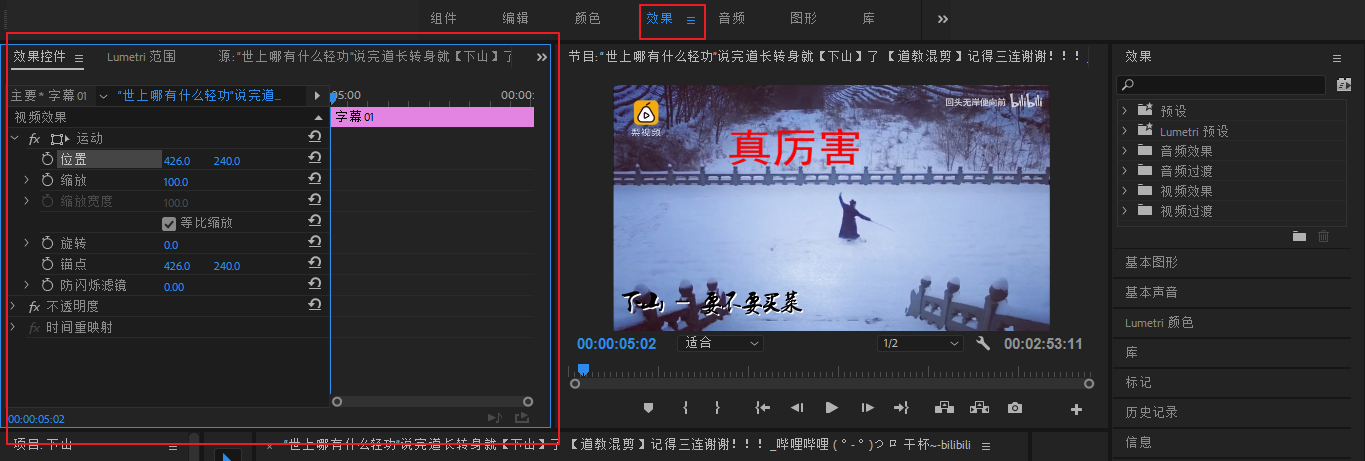 组件 编辑 颜色 效果 音频 图形 库
效果控件 Lumetri 范围 源:"世上哪有什么轻功"说完道长转身就【下山】了
主要* 字幕 01 "世上哪有什么轻功"说完道...
05:00 00:00:
视频效果
字幕 01
fx 运动
位置 426.0 240.0
缩放 100.0
缩放宽度 100.0
等比缩放
旋转 0.0
锚点 426.0 240.0
防闪烁滤镜 0.00
fx 不透明度
fx 时间重映射
00:00:05:02
节目:"世上哪有什么轻功"说完道长转身就【下山】了 【道教混剪】记得三连谢谢！！！_
梨视频
回头无岸便向前 bilibili
真厉害
下山 - 要不要买菜
00:00:05:02 适合 1/2 00:02:53:11
效果
预设
Lumetri 预设
音频效果
音频过渡
视频效果
视频过渡
基本图形
基本声音
Lumetri 颜色
库
标记
历史记录
信息
项目: 下山
× "世上哪有什么轻功"说完道长转身就【下山】了 【道教混剪】记得三连谢谢！！！_哔哩哔哩 ( ° - ° )つロ 干杯~-bilibili